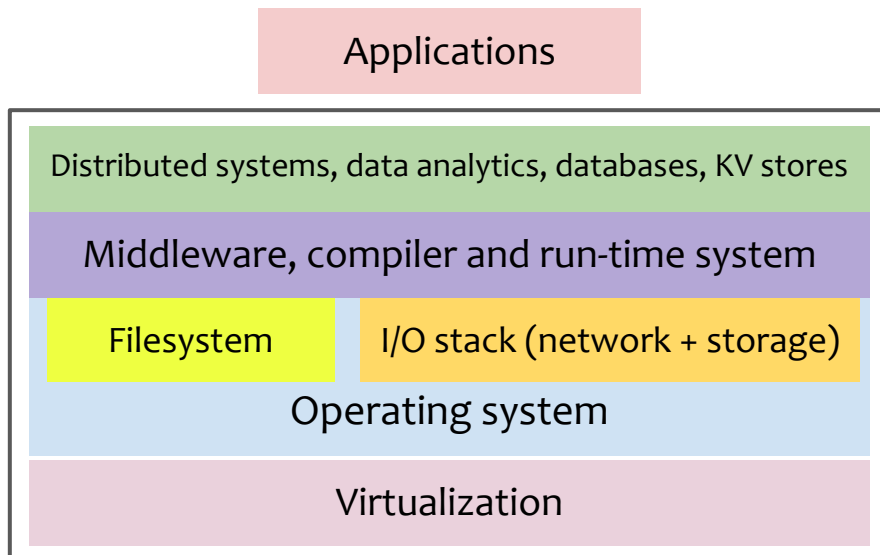 Applications
Distributed systems, data analytics, databases, KV stores
Middleware, compiler and run-time system
Filesystem
I/O stack (network + storage)
Operating system
Virtualization